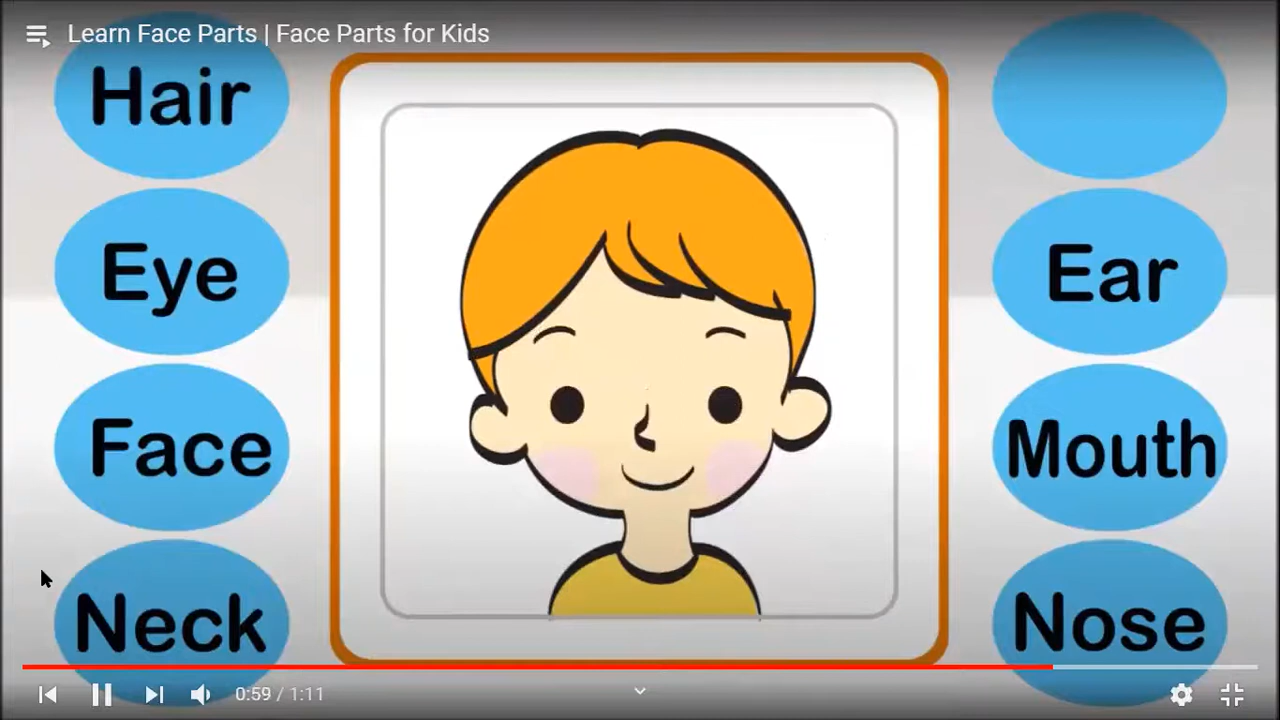 Learn Face Parts | Face Parts for Kids
Hair
Eye
Ear
Face
Mouth
Neck
Nose
0:59 / 1:11